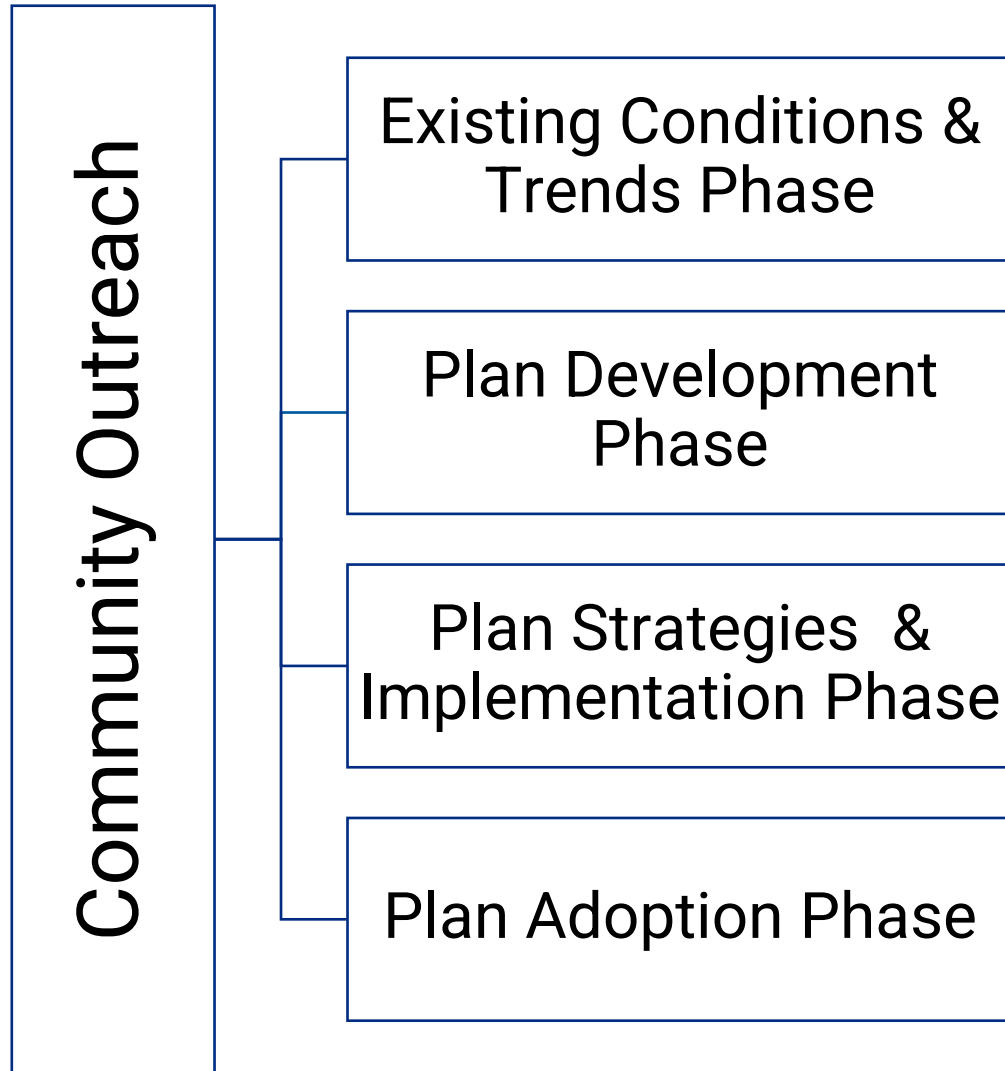 Community Outreach
Existing Conditions &
Trends Phase
Plan Development
Phase
Plan Strategies  &
Implementation Phase
Plan Adoption Phase